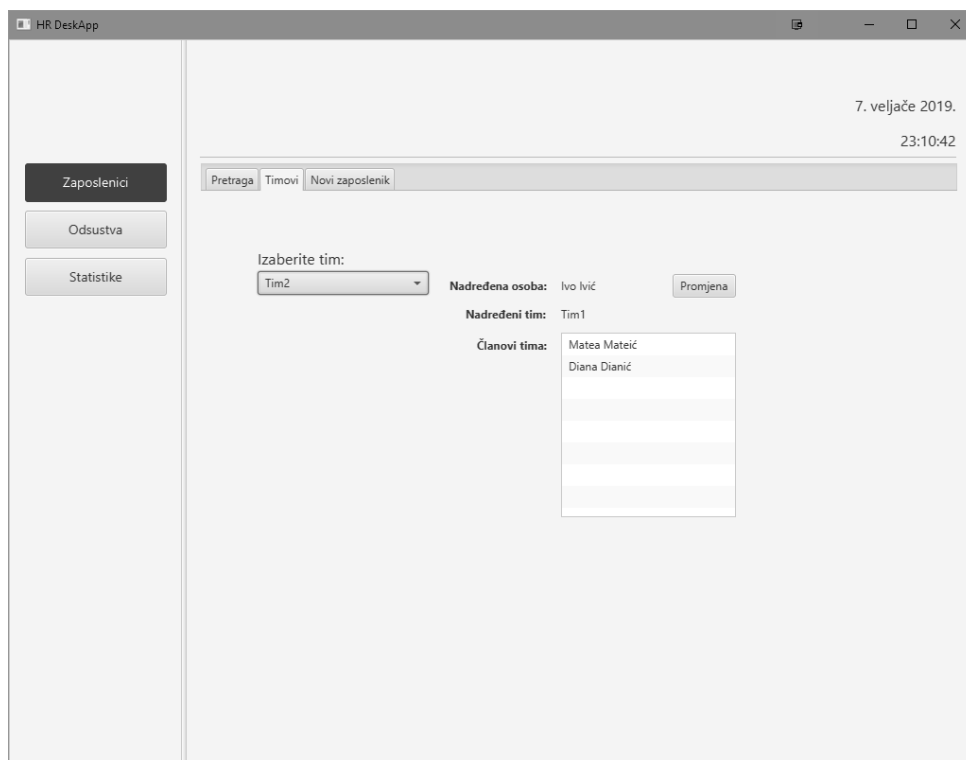 HR DeskApp
7. veljače 2019.
23:10:42
Zaposlenici
Odsustva
Statistike
Pretraga Timovi Novi zaposlenik
Izaberite tim:
Tim2
Nadređena osoba: Ivo Ivić Promjena
Nadređeni tim: Tim1
Članovi tima: Matea Mateić
Diana Dianić